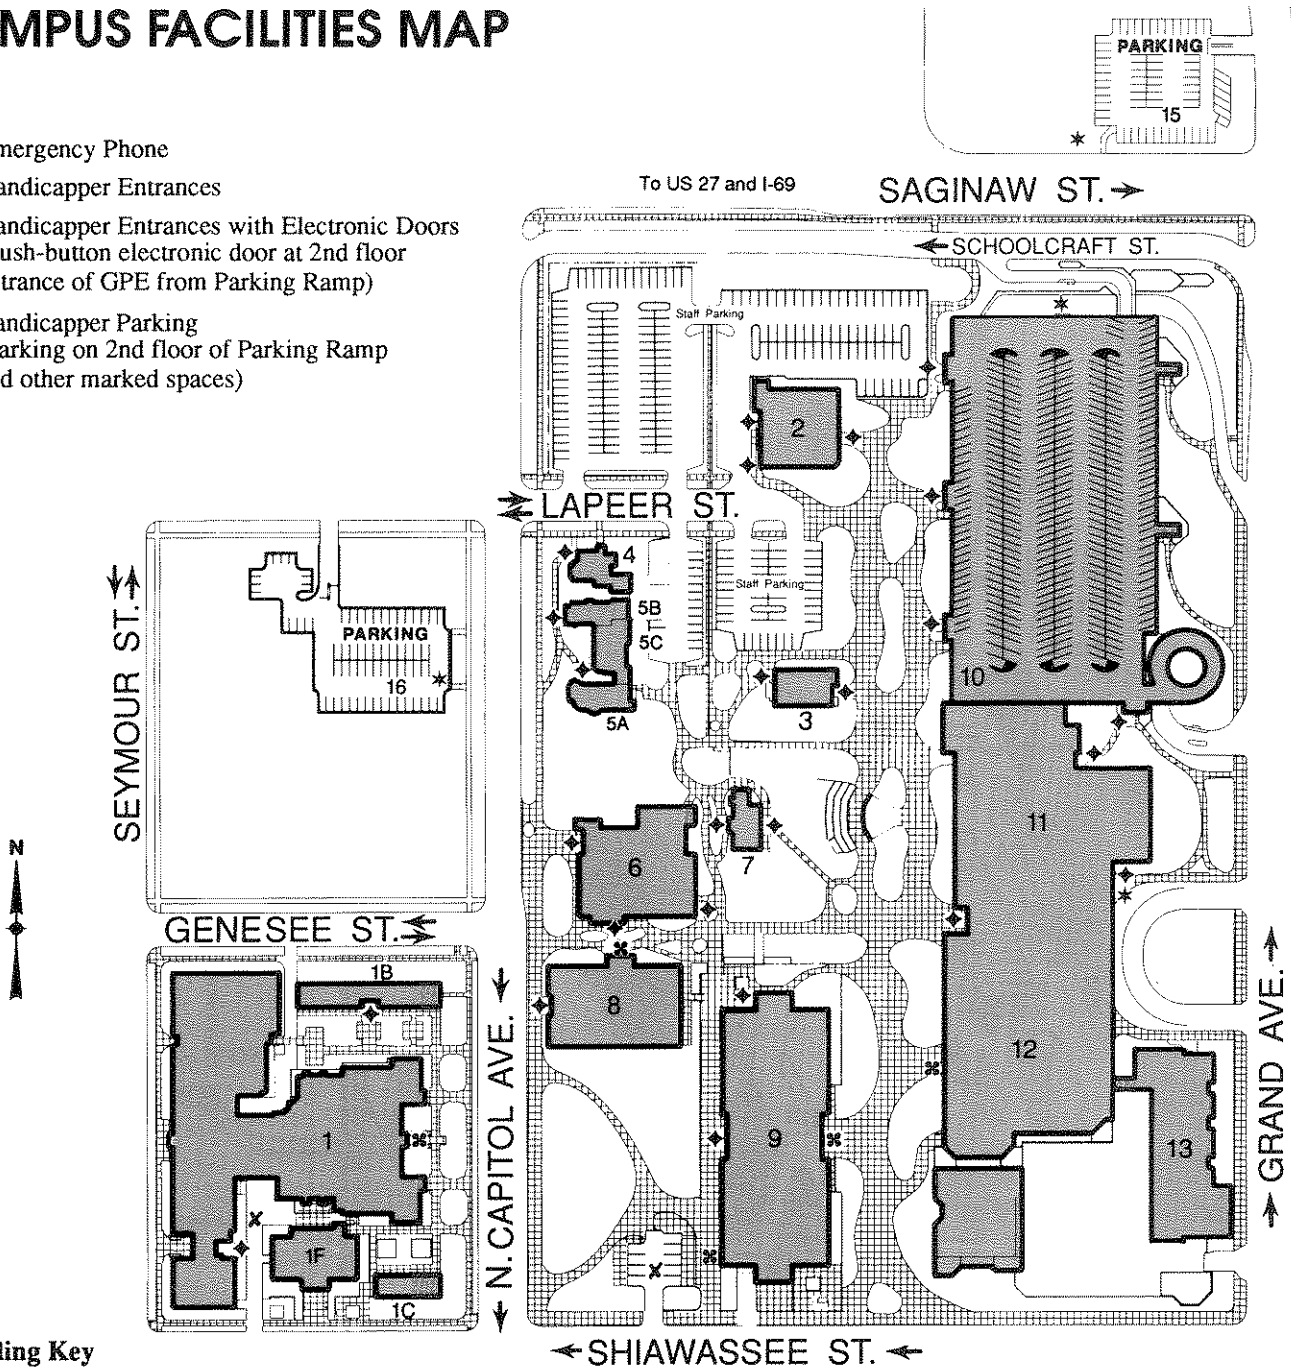 MPUS FACILITIES MAP
PARKING
15
mergency Phone
andicapper Entrances
andicapper Entrances with Electronic Doors
ush-button electronic door at 2nd floor
trance of GPE from Parking Ramp)
andicapper Parking
arking on 2nd floor of Parking Ramp
d other marked spaces)
To US 27 and I-69
SAGINAW ST.
SCHOOLCRAFT ST.
Staff Parking
2
LAPEER ST.
4
5B
5C
5A
Staff Parking
SEYMOUR ST.
PARKING
16
3
10
11
6
7
N
GENESEE ST.
1B
8
12
N. CAPITOL AVE.
GRAND AVE.
1
9
13
1F
1C
SHIAWASSEE ST.
ling Key